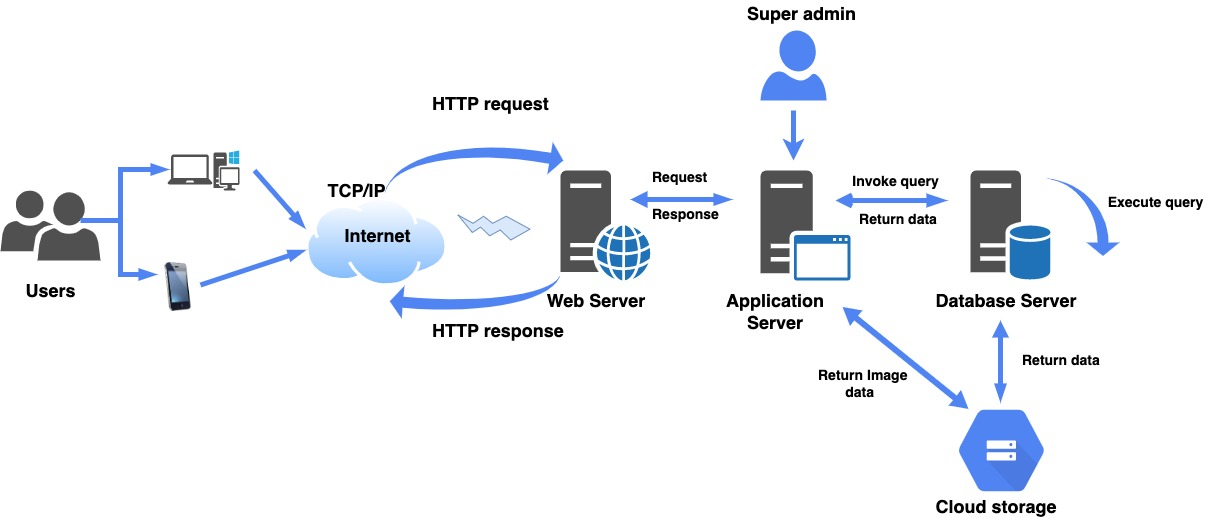 Super admin
HTTP request
TCP/IP
Internet
Users
Request
Response
Invoke query
Return data
Execute query
Web Server
HTTP response
Application
Server
Database Server
Return Image
data
Return data
Cloud storage